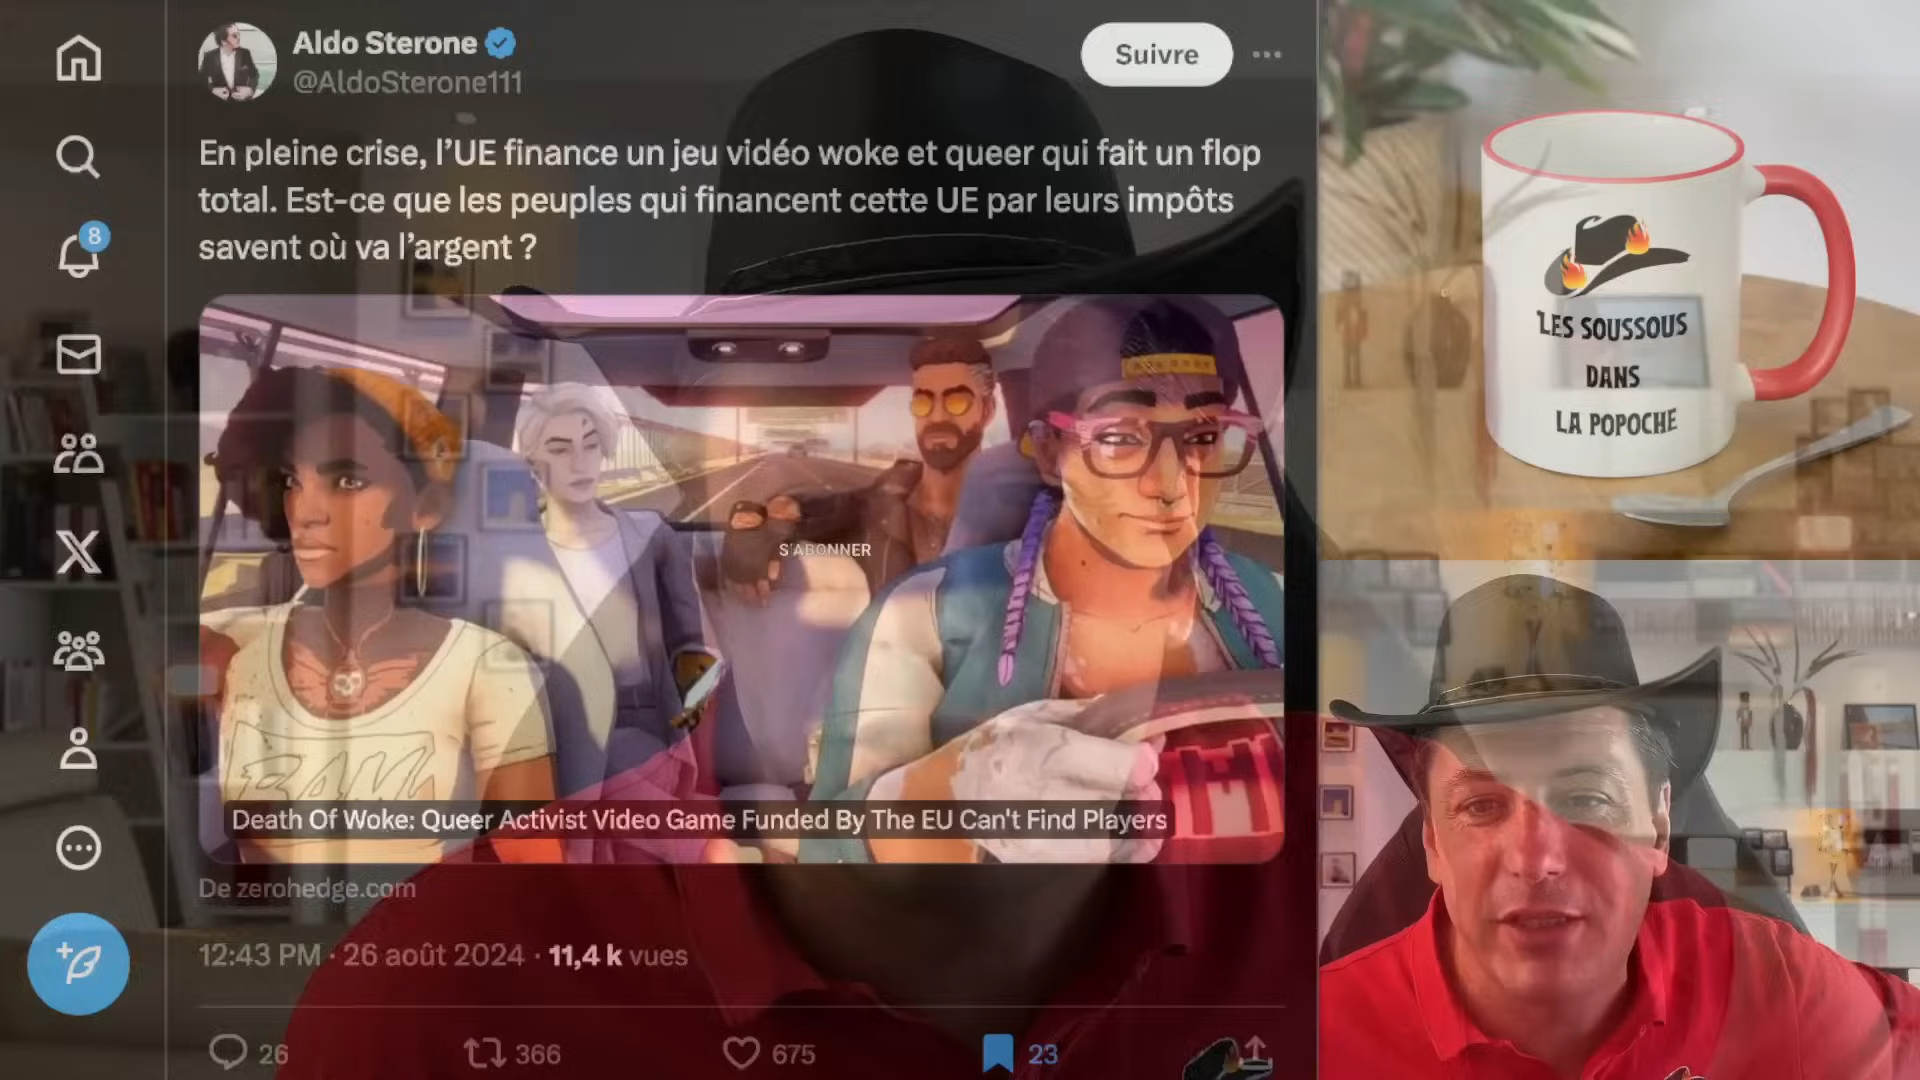 Aldo Sterone
@AldoSterone111
Suivre
8
En pleine crise, l’UE finance un jeu vidéo woke et queer qui fait un flop
total. Est-ce que les peuples qui financent cette UE par leurs impôts
savent où va l’argent ?
S'ABONNER
Death Of Woke: Queer Activist Video Game Funded By The EU Can't Find Players
De zerohedge.com
12:43 PM · 26 août 2024 · 11,4 k vues
26
366
675
23
LES SOUSSOUS
DANS
LA POPOCHE